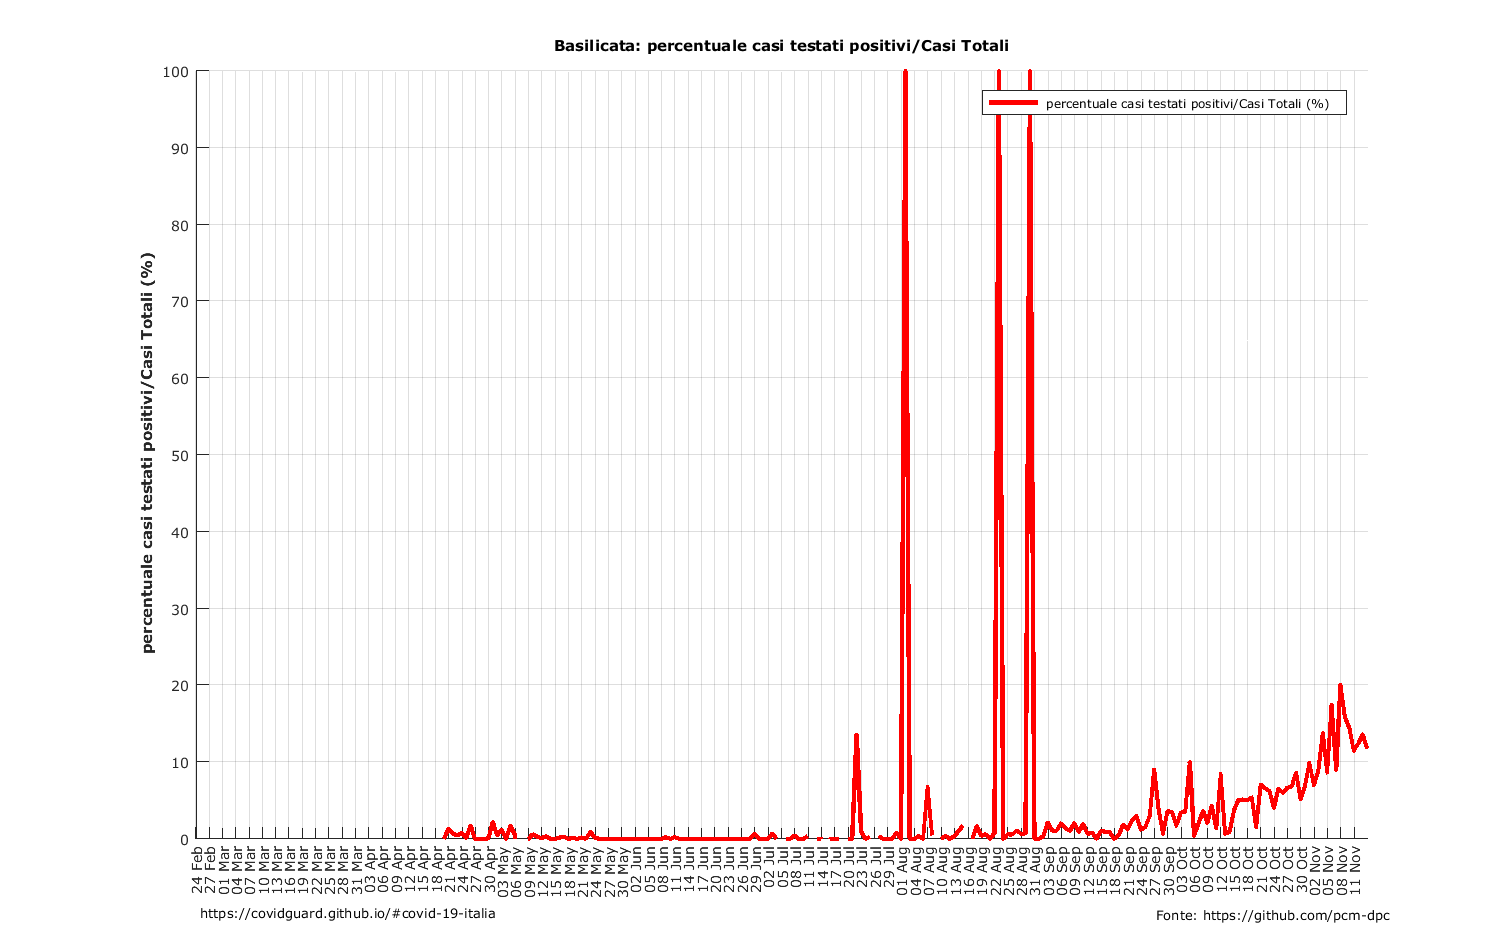 Basilicata: percentuale casi testati positivi/Casi Totali
percentuale casi testati positivi/Casi Totali (%)
percentuale casi testati positivi/Casi Totali (%)
100
90
80
70
60
50
40
30
20
10
0
24 Feb
27 Feb
01 Mar
04 Mar
07 Mar
10 Mar
13 Mar
16 Mar
19 Mar
22 Mar
25 Mar
28 Mar
31 Mar
03 Apr
06 Apr
09 Apr
12 Apr
15 Apr
18 Apr
21 Apr
24 Apr
27 Apr
30 Apr
03 May
06 May
09 May
12 May
15 May
18 May
21 May
24 May
27 May
30 May
02 Jun
05 Jun
08 Jun
11 Jun
14 Jun
17 Jun
20 Jun
23 Jun
26 Jun
29 Jun
02 Jul
05 Jul
08 Jul
11 Jul
14 Jul
17 Jul
20 Jul
23 Jul
26 Jul
29 Jul
01 Aug
04 Aug
07 Aug
10 Aug
13 Aug
16 Aug
19 Aug
22 Aug
25 Aug
28 Aug
31 Aug
03 Sep
06 Sep
09 Sep
12 Sep
15 Sep
18 Sep
21 Sep
24 Sep
27 Sep
30 Sep
03 Oct
06 Oct
09 Oct
12 Oct
15 Oct
18 Oct
21 Oct
24 Oct
27 Oct
30 Oct
02 Nov
05 Nov
08 Nov
11 Nov
https://covidguard.github.io/#covid-19-italia
Fonte: https://github.com/pcm-dpc